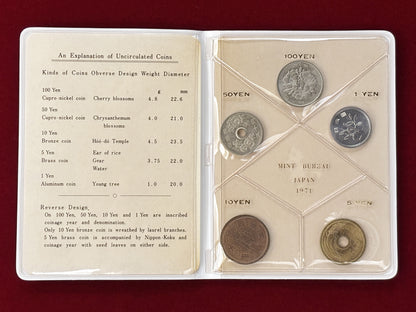 An Explanation of Uncirculated Coins
Kinds of Coins Obverse Design Weight Diameter
g mm
100 Yen
Cupro-nickel coin Cherry blossoms 4.8 22.6
50 Yen
Cupro-nickel coin Chrysanthemum 4.0 21.0
blossoms
10 Yen
Bronze coin Hōō-dō Temple 4.5 23.5
5 Yen Ear of rice
Brass coin Gear 3.75 22.0
Water
1 Yen
Aluminum coin Young tree 1.0 20.0
Reverse Design
On 100 Yen, 50 Yen, 10 Yen and 1 Yen are inscribed
coinage year and denomination.
Only 10 Yen bronze coin is wreathed by laurel branches.
5 Yen brass coin is accompanied by Nippon-Koku and
coinage year with seed leaves on either side.
100YEN
50YEN
1 YEN
MINT BUREAU
JAPAN
1971
10YEN
5 YEN